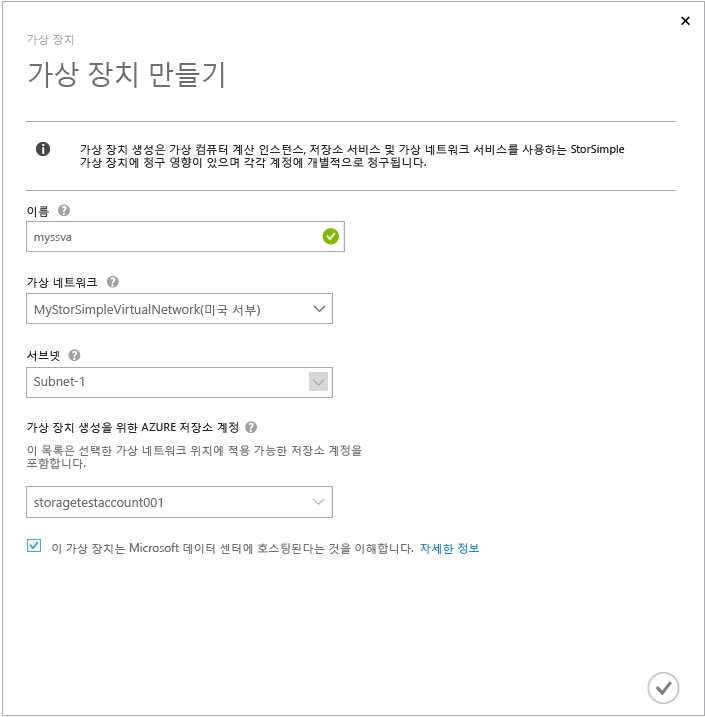 가상 장치
가상 장치 만들기
가상 장치 생성은 가상 컴퓨터 계산 인스턴스, 저장소 서비스 및 가상 네트워크 서비스를 사용하는 StorSimple
가상 장치에 청구 영향이 있으며 각각 계정에 개별적으로 청구됩니다.
이름
myssva
가상 네트워크
MyStorSimpleVirtualNetwork(미국 서부)
서브넷
Subnet-1
가상 장치 생성을 위한 AZURE 저장소 계정
이 목록은 선택한 가상 네트워크 위치에 적용 가능한 저장소 계정을
포함합니다.
storagetestaccount001
이 가상 장치는 Microsoft 데이터 센터에 호스팅된다는 것을 이해합니다. 자세한 정보